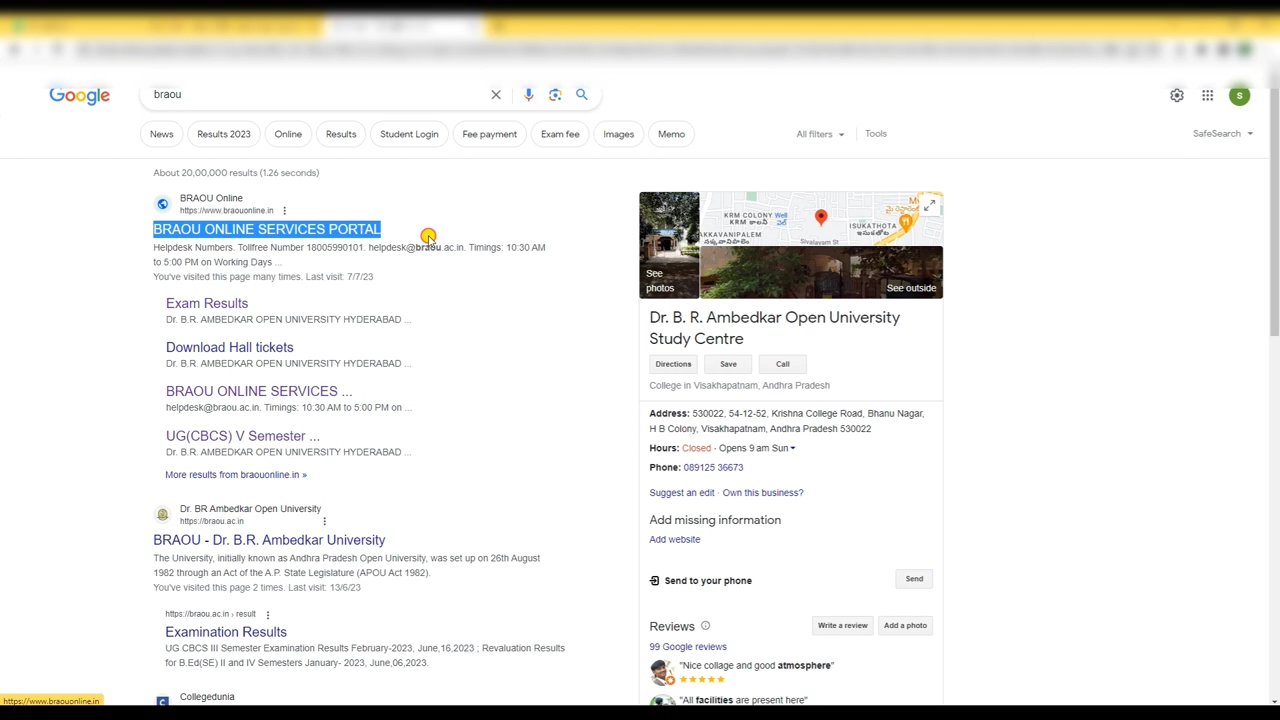 Google
braou
S
News
Results 2023
Online
Results
Student Login
Fee payment
Exam fee
Images
Memo
All filters
Tools
SafeSearch
About 20,00,000 results (1.26 seconds)
BRAOU Online
https://www.braouonline.in
BRAOU ONLINE SERVICES PORTAL
Helpdesk Numbers. Tollfree Number 18005990101. helpdesk@braou.ac.in. Timings: 10:30 AM
to 5:00 PM on Working Days ...
You've visited this page many times. Last visit: 7/7/23
Exam Results
Dr. B.R. AMBEDKAR OPEN UNIVERSITY HYDERABAD ...
Download Hall tickets
Dr. B.R. AMBEDKAR OPEN UNIVERSITY HYDERABAD ...
BRAOU ONLINE SERVICES ...
helpdesk@braou.ac.in. Timings: 10:30 AM to 5:00 PM on ...
UG(CBCS) V Semester ...
Dr. B.R. AMBEDKAR OPEN UNIVERSITY HYDERABAD ...
More results from braouonline.in »
Dr. BR Ambedkar Open University
https://braou.ac.in
BRAOU - Dr. B.R. Ambedkar University
The University, initially known as Andhra Pradesh Open University, was set up on 26th August
1982 through an Act of the A.P. State Legislature (APOU Act 1982).
You've visited this page 2 times. Last visit: 13/6/23
https://braou.ac.in › result
Examination Results
UG CBCS III Semester Examination Results February-2023, June,16,2023 ; Revaluation Results
for B.Ed(SE) II and IV Semesters January- 2023, June,06,2023.
Collegedunia
https://www.braouonline.in
KRM COLONY Well
KRM కాలనీ
AKKAVANIPALEM
Sivalayam St
ISUKATHOTA
ఇసుకతోట
See
photos
See outside
Dr. B. R. Ambedkar Open University
Study Centre
Directions
Save
Call
College in Visakhapatnam, Andhra Pradesh
Address: 530022, 54-12-52, Krishna College Road, Bhanu Nagar,
H B Colony, Visakhapatnam, Andhra Pradesh 530022
Hours: Closed · Opens 9 am Sun
Phone: 089125 36673
Suggest an edit · Own this business?
Add missing information
Add website
Send to your phone
Send
Reviews
Write a review
Add a photo
99 Google reviews
"Nice collage and good atmosphere"
"All facilities are present here"